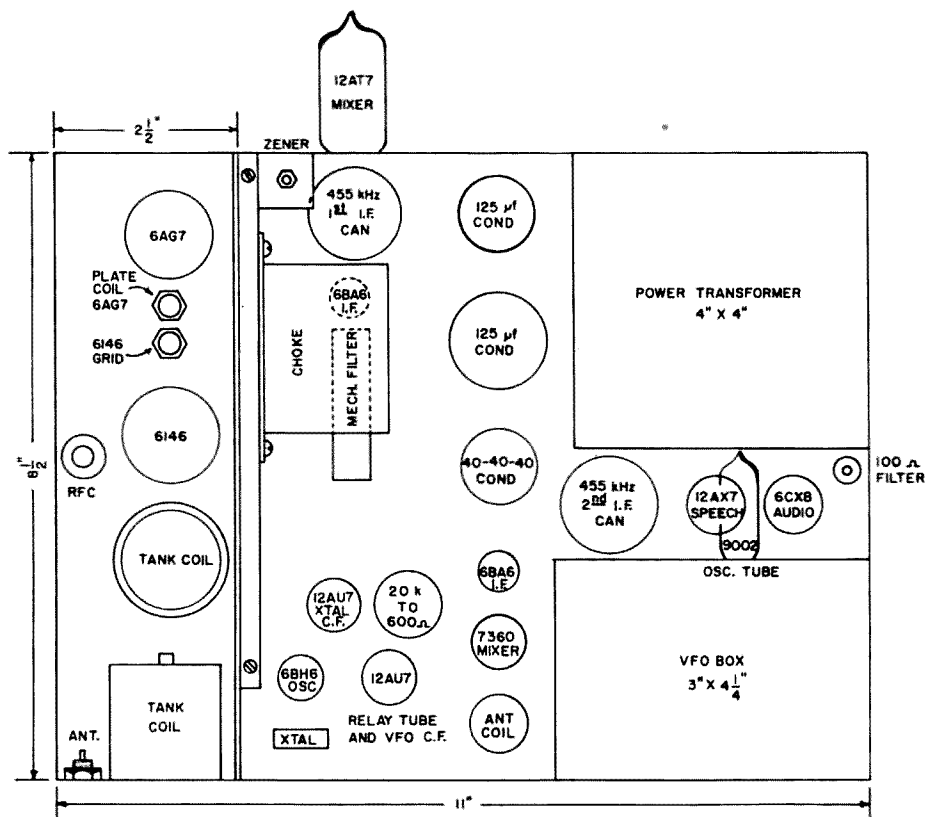 12AT7
MIXER
2 1/2"
ZENER
455 kHz
1st I.F.
CAN
125 µf
COND
6AG7
PLATE
COIL
6AG7
6BA6
I.F.
POWER TRANSFORMER
4" X 4"
6146
GRID
CHOKE
MECH. FILTER
125 µf
COND
8 1/2"
6146
RFC
40-40-40
COND
455 kHz
2nd I.F.
CAN
12AX7
SPEECH
6CX8
AUDIO
100 Ω
FILTER
9002
OSC. TUBE
TANK COIL
6BA6
I.F.
12AU7
XTAL
C.F.
20 k
TO
600Ω
7360
MIXER
VFO BOX
3" X 4 1/4"
6BH6
OSC
12AU7
TANK
COIL
ANT.
XTAL
RELAY TUBE
AND VFO C.F.
ANT
COIL
11"